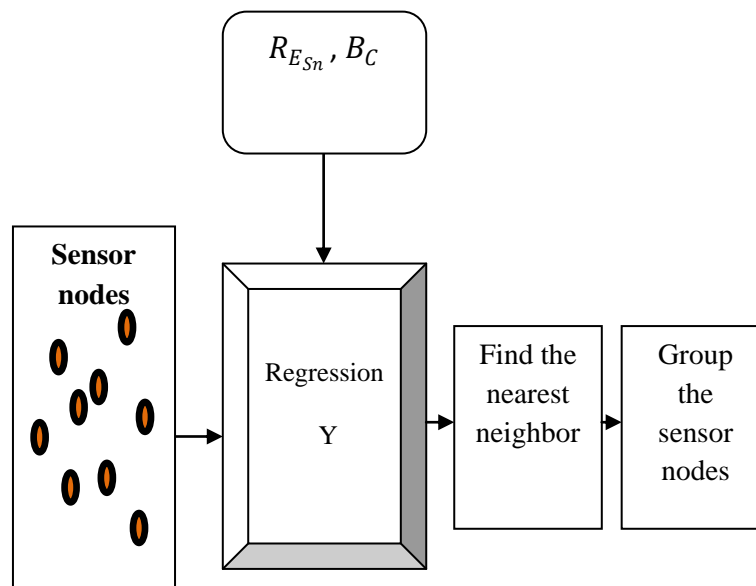 R_{E_{Sn}}, B_C
Sensor
nodes
Regression
Y
Find the
nearest
neighbor
Group
the
sensor
nodes